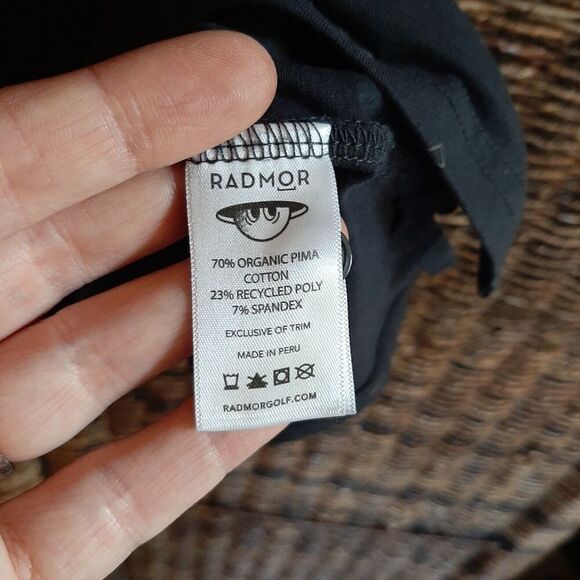 RADMOR
70% ORGANIC PIMA
COTTON
23% RECYCLED POLY
7% SPANDEX
EXCLUSIVE OF TRIM
MADE IN PERU
RADMORGOLF.COM